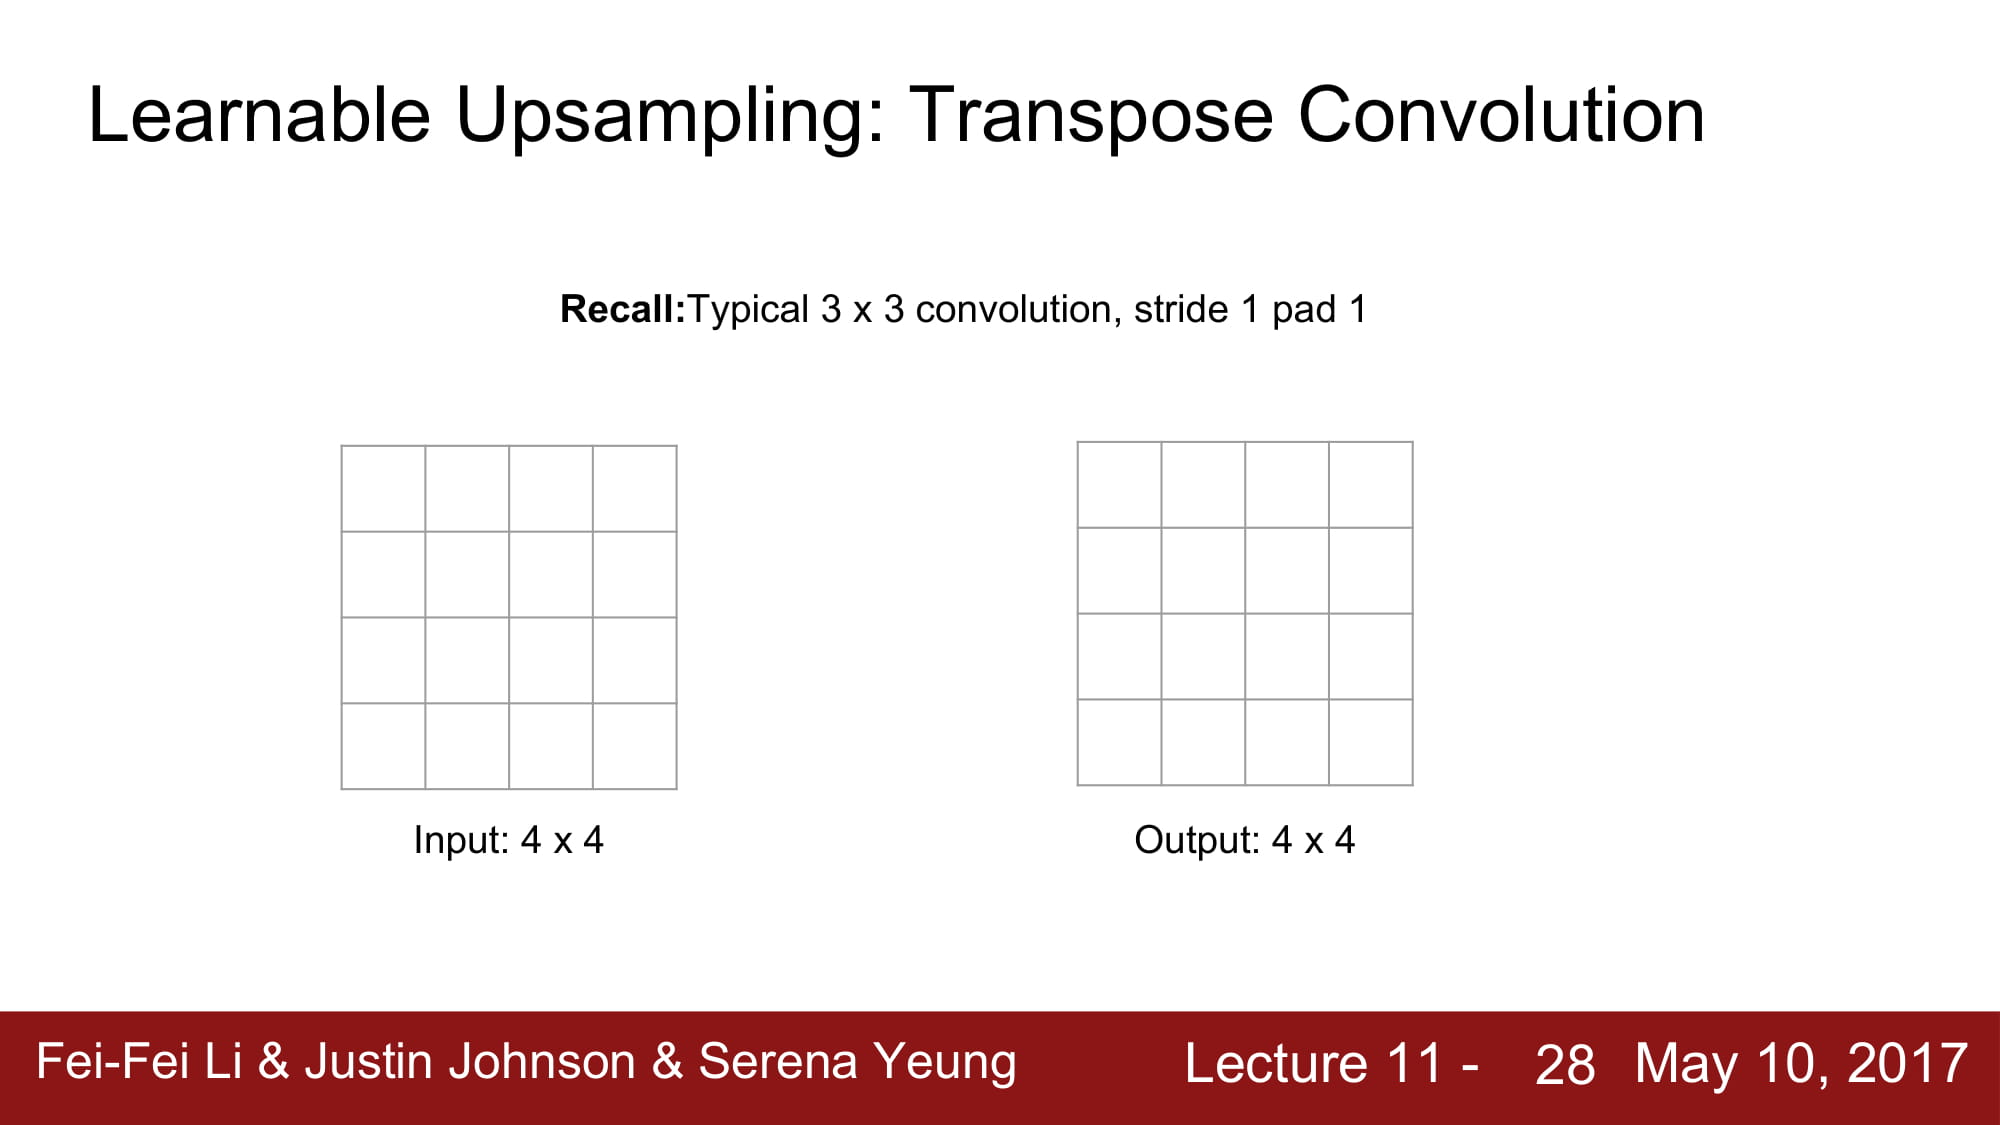 Learnable Upsampling: Transpose Convolution
Recall:Typical 3 x 3 convolution, stride 1 pad 1
Input: 4 x 4
Output: 4 x 4
Fei-Fei Li & Justin Johnson & Serena Yeung
Lecture 11 - 28 May 10, 2017